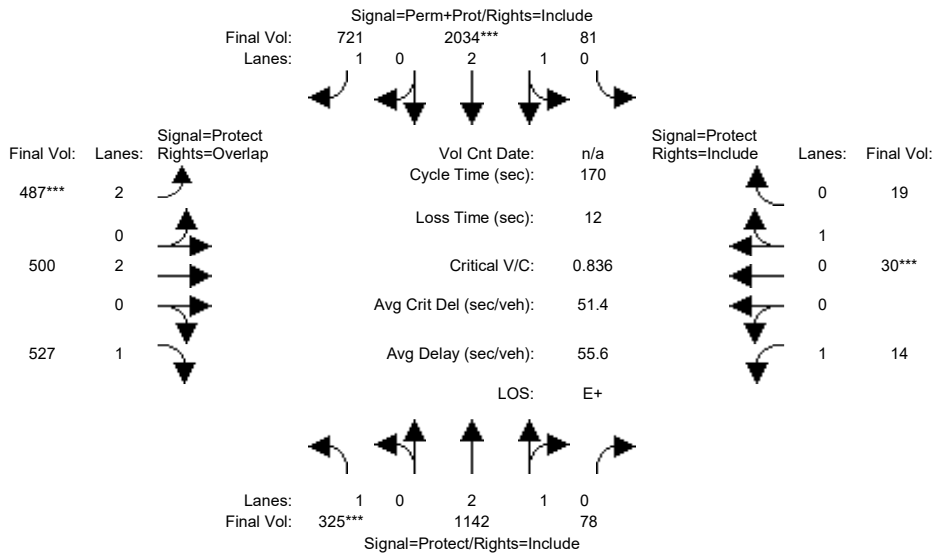 Signal=Perm+Prot/Rights=Include
Final Vol: 721 2034*** 81
Lanes: 1 0 2 1 0
Signal=Protect
Final Vol: Lanes: Rights=Overlap
Vol Cnt Date: n/a
Signal=Protect
Rights=Include Lanes: Final Vol:
Cycle Time (sec): 170
487*** 2 0 19
Loss Time (sec): 12
0 1
500 2 Critical V/C: 0.836 0 30***
0 Avg Crit Del (sec/veh): 51.4 0
527 1 Avg Delay (sec/veh): 55.6 1 14
LOS: E+
Lanes: 1 0 2 1 0
Final Vol: 325*** 1142 78
Signal=Protect/Rights=Include